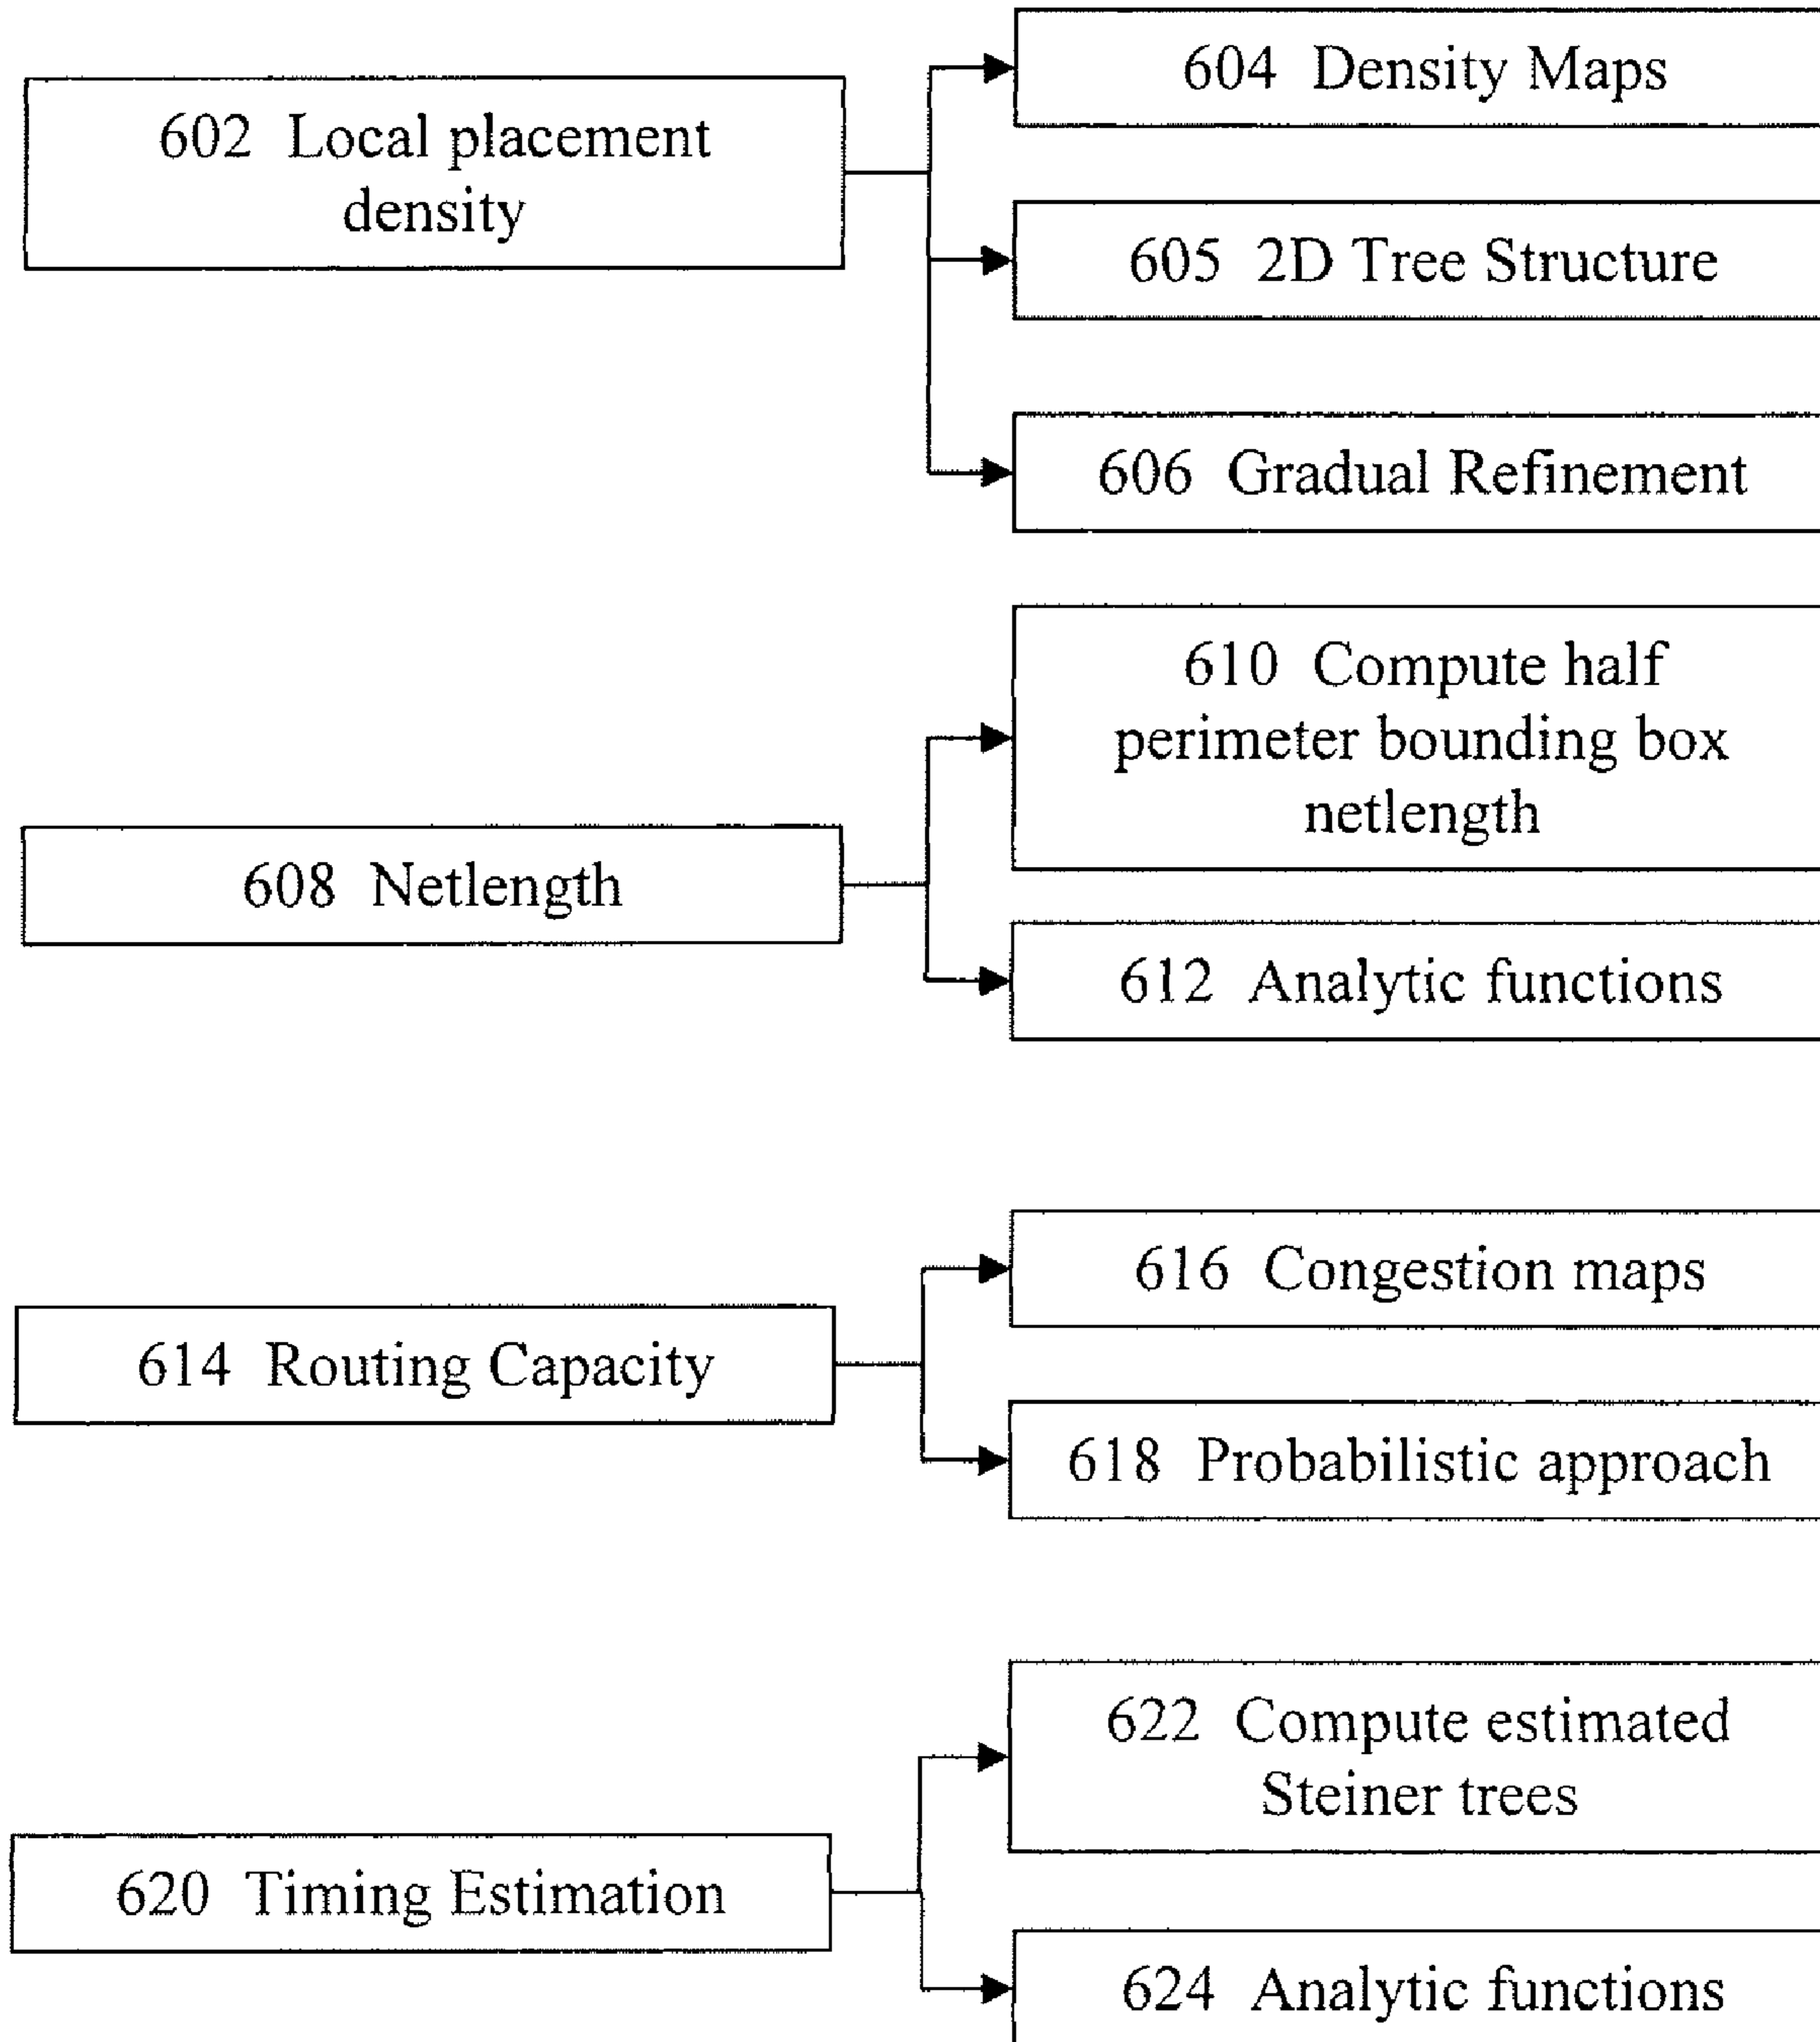 602 Local placement
density
604 Density Maps
605 2D Tree Structure
606 Gradual Refinement
608 Netlength
610 Compute half
perimeter bounding box
netlength
612 Analytic functions
614 Routing Capacity
616 Congestion maps
618 Probabilistic approach
620 Timing Estimation
622 Compute estimated
Steiner trees
624 Analytic functions